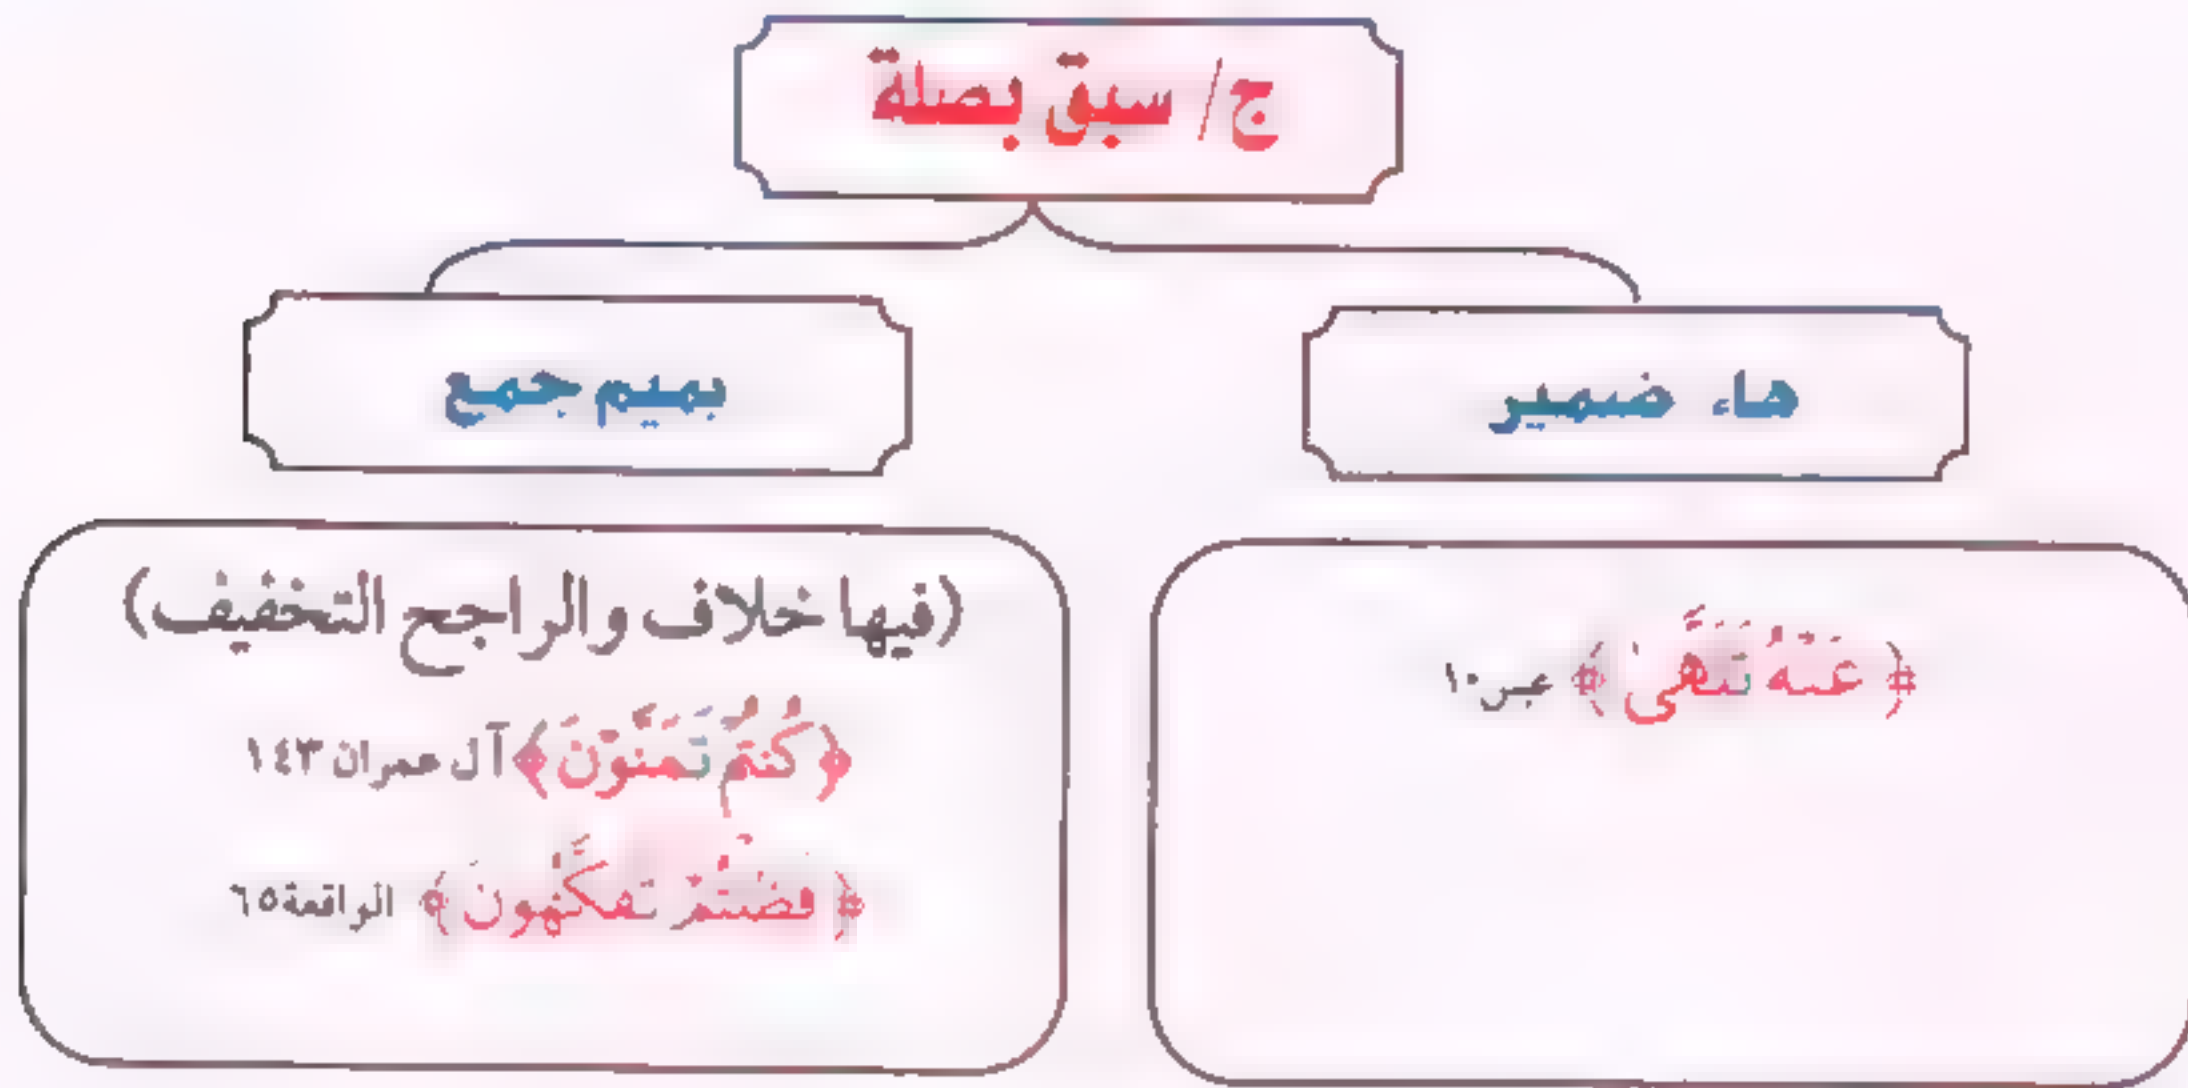 ج/ سبق بصلة
هاء ضمير
﴿ عَنْهُ تَلَهَّى ﴾ عبس ١٠
بميم جمع
(فيها خلاف والراجح التخفيف)
﴿كُنتُمْ تَمَنَّوْنَ﴾ آل عمران ١٤٣
﴿ تَفَكَّهُونَ ﴾ الواقعة ٦٥